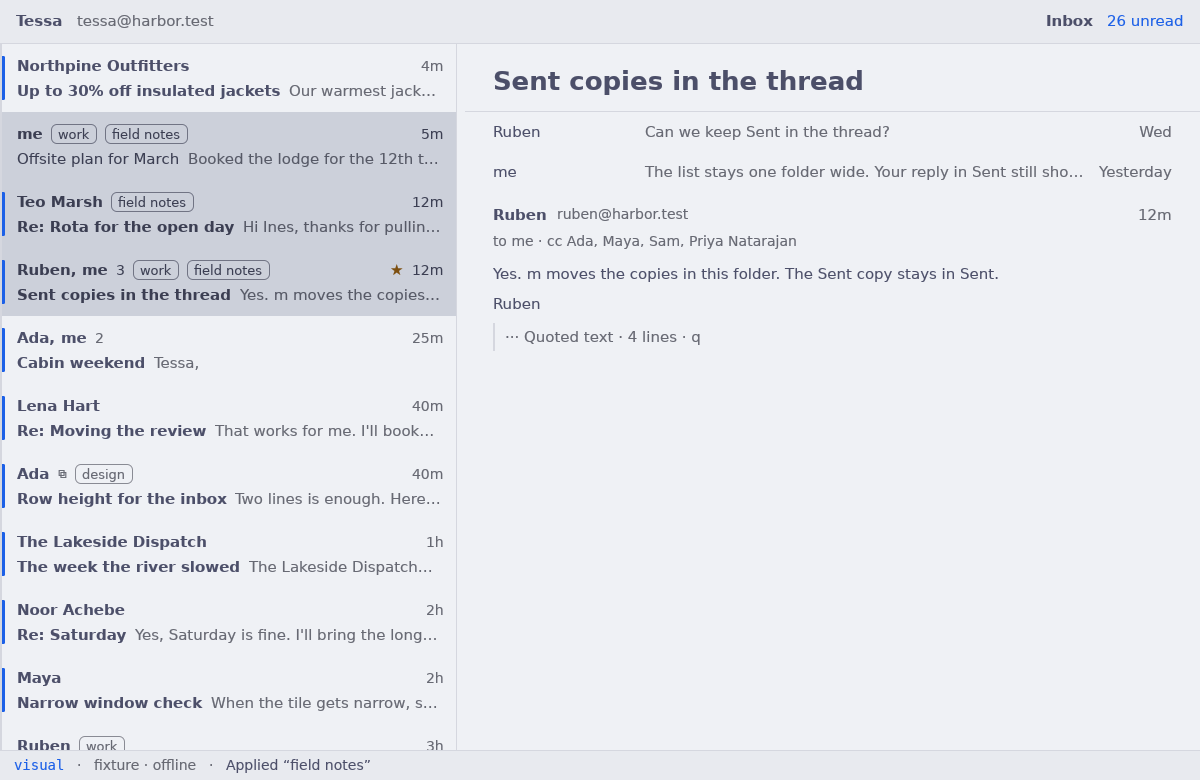 Tessa tessa@harbor.test Inbox 26 unread
Northpine Outfitters 4m
Up to 30% off insulated jackets Our warmest jack…
me work field notes 5m
Offsite plan for March Booked the lodge for the 12th t…
Teo Marsh field notes 12m
Re: Rota for the open day Hi Ines, thanks for pullin…
Ruben, me 3 work field notes ★ 12m
Sent copies in the thread Yes. m moves the copies…
Ada, me 2 25m
Cabin weekend Tessa,
Lena Hart 40m
Re: Moving the review That works for me. I'll book…
Ada design 40m
Row height for the inbox Two lines is enough. Here…
The Lakeside Dispatch 1h
The week the river slowed The Lakeside Dispatch…
Noor Achebe 2h
Re: Saturday Yes, Saturday is fine. I'll bring the long…
Maya 2h
Narrow window check When the tile gets narrow, s…
Ruben work 3h
Sent copies in the thread
Ruben Can we keep Sent in the thread? Wed
me The list stays one folder wide. Your reply in Sent still sho… Yesterday
Ruben ruben@harbor.test 12m
to me · cc Ada, Maya, Sam, Priya Natarajan
Yes. m moves the copies in this folder. The Sent copy stays in Sent.
Ruben
··· Quoted text · 4 lines · q
visual · fixture · offline · Applied “field notes”